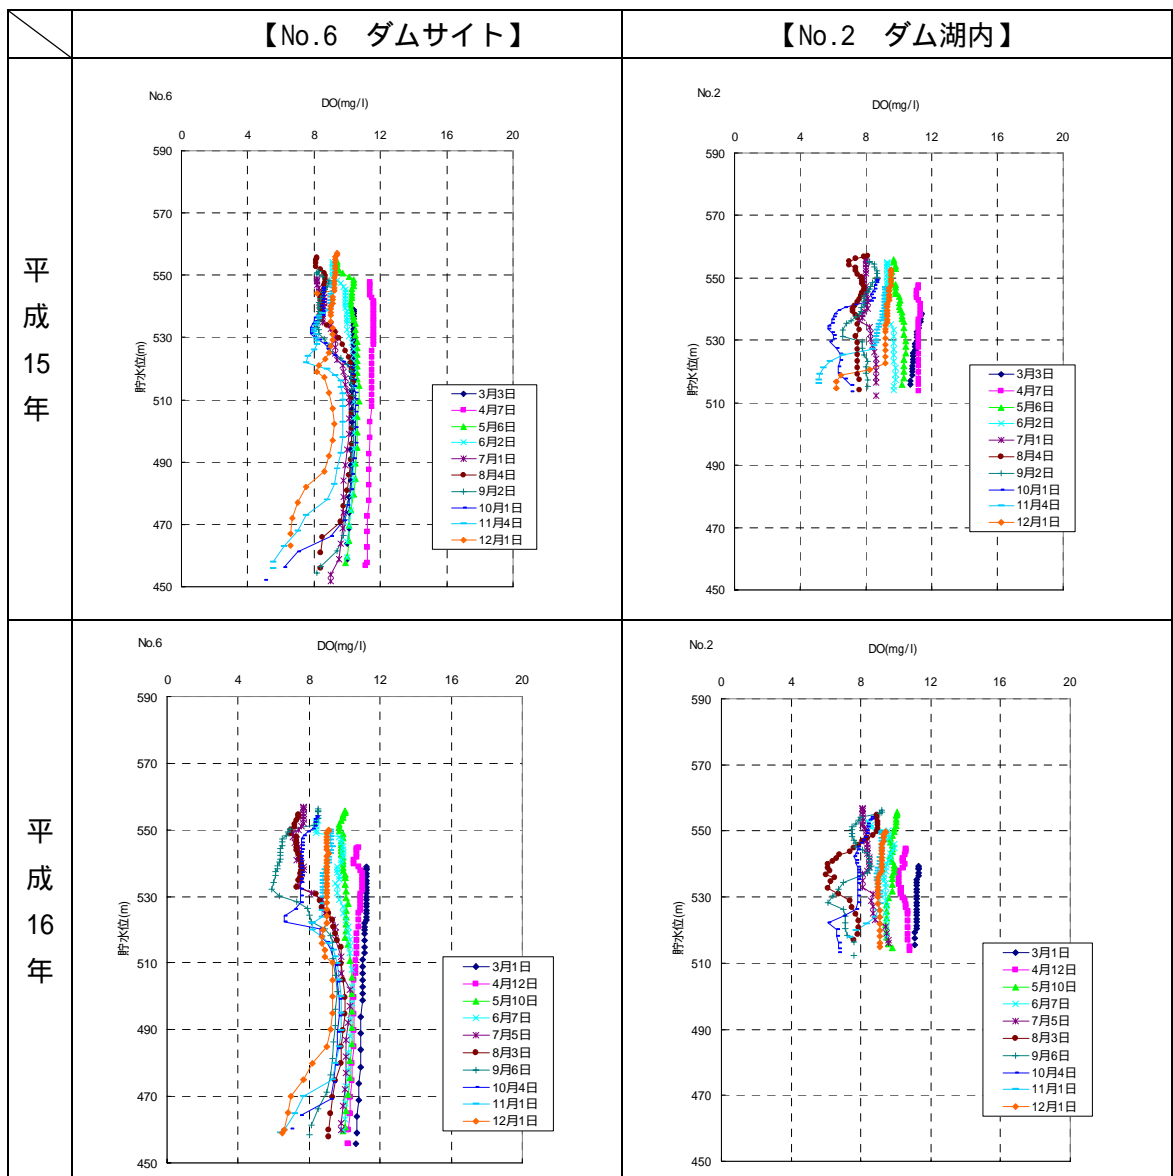 【No.6 ダムサイト】
【No.2 ダム湖内】
平成15年
No.6
DO(mg/l)
0 4 8 12 16 20
590
570
550
530
510
490
470
450
貯水位(m)
3月3日
4月7日
5月6日
6月2日
7月1日
8月4日
9月2日
10月1日
11月4日
12月1日
No.2
DO(mg/l)
0 4 8 12 16 20
590
570
550
530
510
490
470
450
貯水位(m)
3月3日
4月7日
5月6日
6月2日
7月1日
8月4日
9月2日
10月1日
11月4日
12月1日
平成16年
No.6
DO(mg/l)
0 4 8 12 16 20
590
570
550
530
510
490
470
450
貯水位(m)
3月1日
4月12日
5月10日
6月7日
7月5日
8月3日
9月6日
10月4日
11月1日
12月1日
No.2
DO(mg/l)
0 4 8 12 16 20
590
570
550
530
510
490
470
450
貯水位(m)
3月1日
4月12日
5月10日
6月7日
7月5日
8月3日
9月6日
10月4日
11月1日
12月1日